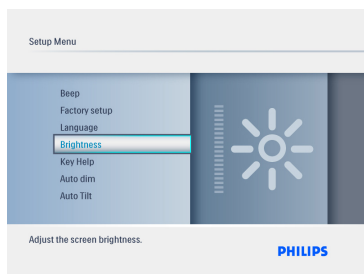 Setup Menu
Beep
Factory setup
Language
Brightness
Key Help
Auto dim
Auto Tilt
Adjust the screen brightness.
PHILIPS